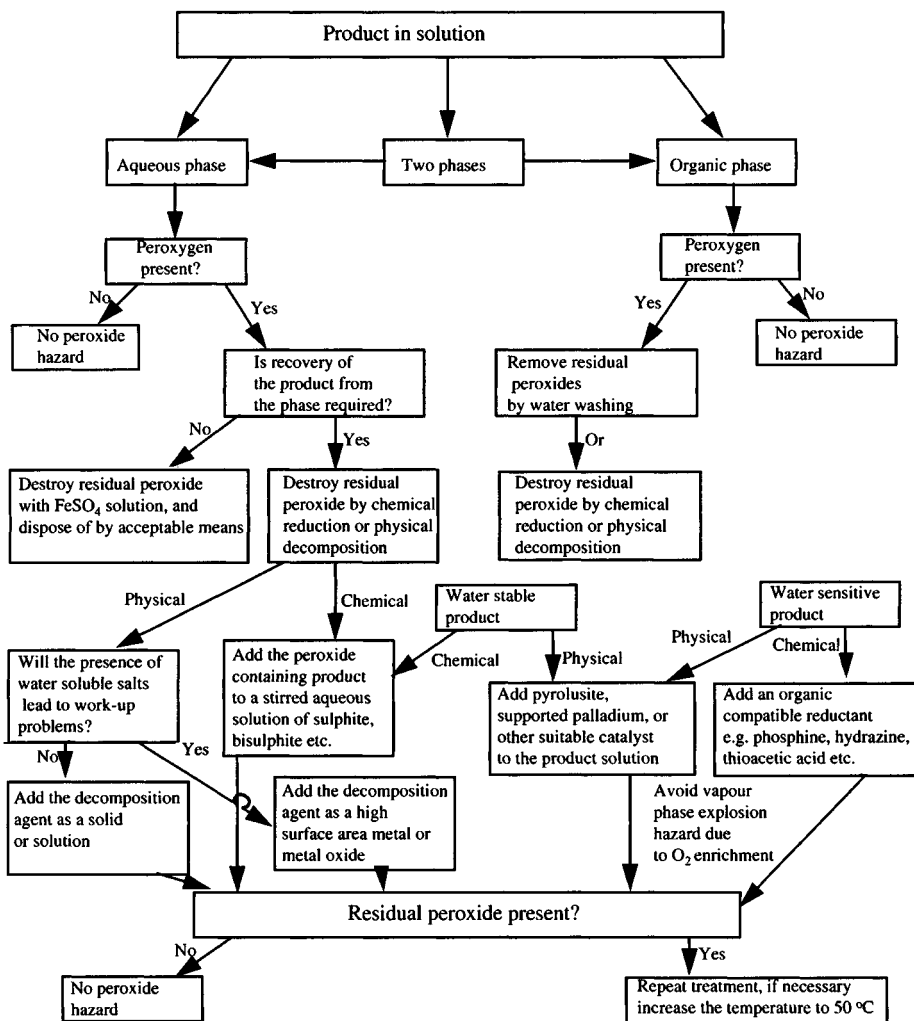 Product in solution
Aqueous phase
Two phases
Organic phase
Peroxygen
present?
Peroxygen
present?
No
Yes
Yes
No
No peroxide
hazard
Is recovery of
the product from
the phase required?
Remove residual
peroxides
by water washing
No peroxide
hazard
No
Yes
Or
Destroy residual peroxide
with FeSO4 solution, and
dispose of by acceptable means
Destroy residual
peroxide by chemical
reduction or physical
decomposition
Destroy residual
peroxide by chemical
reduction or physical
decomposition
Physical
Chemical
Water stable
product
Water sensitive
product
Chemical
Physical
Physical
Chemical
Will the presence of
water soluble salts
lead to work-up
problems?
Add the peroxide
containing product
to a stirred aqueous
solution of sulphite,
bisulphite etc.
Add pyrolusite,
supported palladium, or
other suitable catalyst
to the product solution
Add an organic
compatible reductant
e.g. phosphine, hydrazine,
thioacetic acid etc.
No
Yes
Add the decomposition
agent as a solid
or solution
Add the decomposition
agent as a high
surface area metal or
metal oxide
Avoid vapour
phase explosion
hazard due
to O2 enrichment
Residual peroxide present?
No
Yes
No peroxide
hazard
Repeat treatment, if necessary
increase the temperature to 50 °C